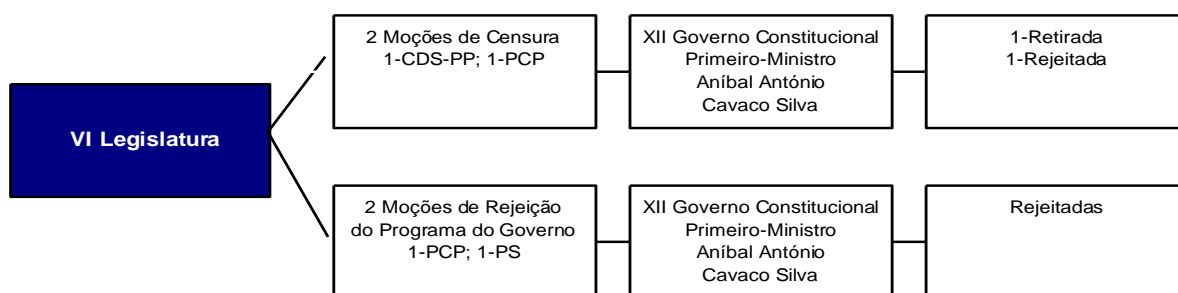 VI Legislatura
2 Moções de Censura
1-CDS-PP; 1-PCP
XII Governo Constitucional
Primeiro-Ministro
Aníbal António
Cavaco Silva
1-Retirada
1-Rejeitada
2 Moções de Rejeição
do Programa do Governo
1-PCP; 1-PS
XII Governo Constitucional
Primeiro-Ministro
Aníbal António
Cavaco Silva
Rejeitadas